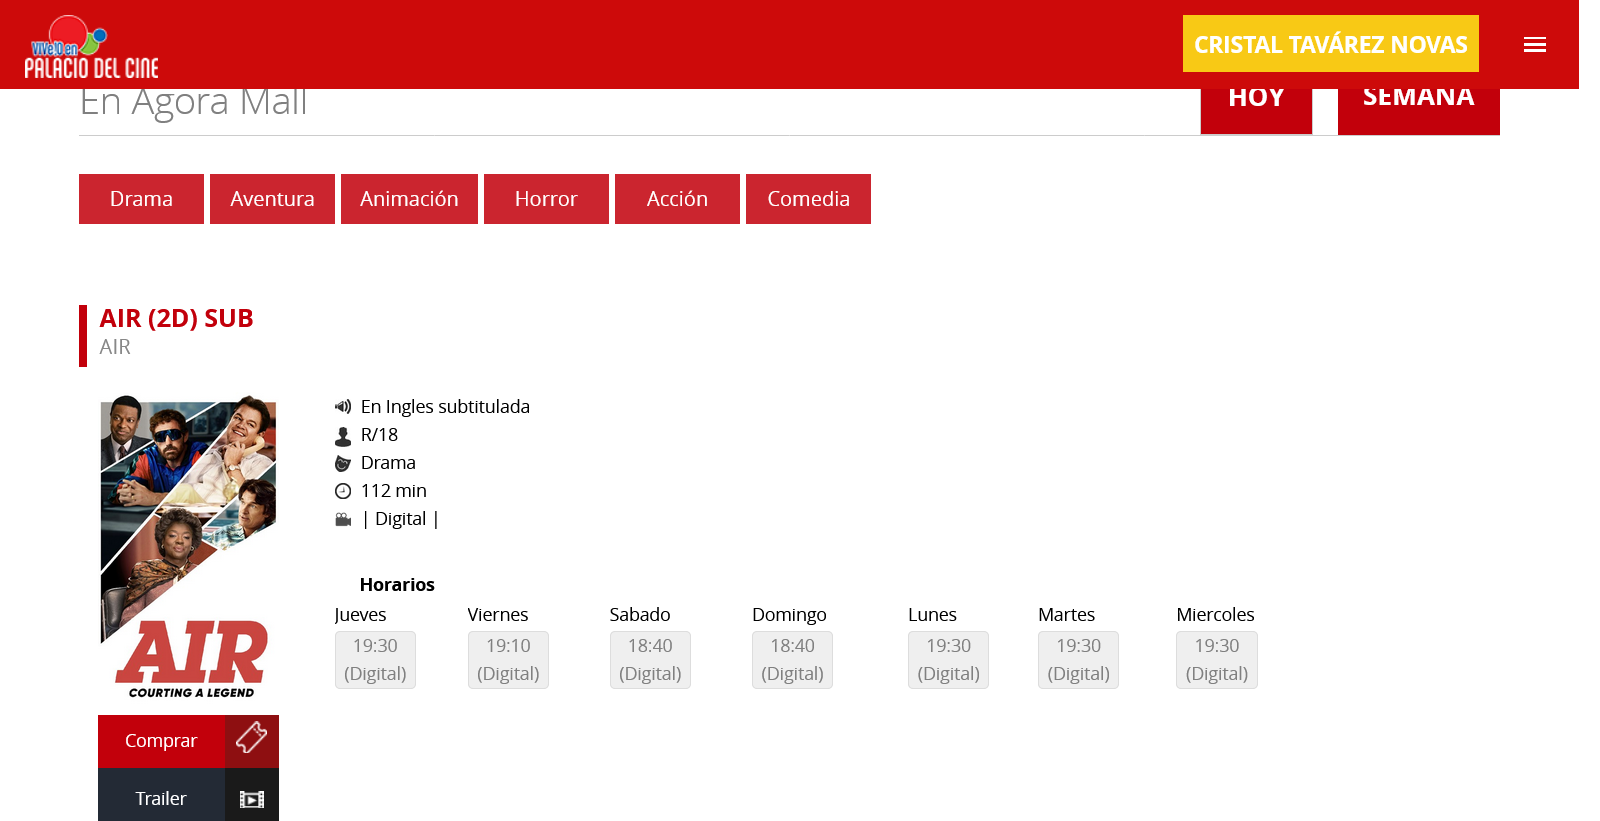 VIVELO en
PALACIO DEL CINE
CRISTAL TAVÁREZ NOVAS
En Agora Mall
HOY
SEMANA
Drama
Aventura
Animación
Horror
Acción
Comedia
AIR (2D) SUB
AIR
En Ingles subtitulada
R/18
Drama
112 min
| Digital |
AIR
COURTING A LEGEND
Horarios
Jueves
19:30
(Digital)
Viernes
19:10
(Digital)
Sabado
18:40
(Digital)
Domingo
18:40
(Digital)
Lunes
19:30
(Digital)
Martes
19:30
(Digital)
Miercoles
19:30
(Digital)
Comprar
Trailer